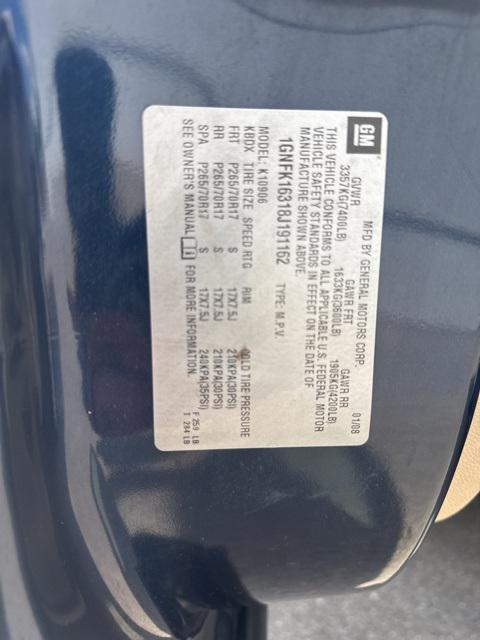 GM
MFD BY GENERAL MOTORS CORP. 01/08
GVWR GAWR FRT GAWR RR
3357KG(7400LB) 1633KG(3600LB) 1905KG(4200LB)
THIS VEHICLE CONFORMS TO ALL APPLICABLE U.S. FEDERAL MOTOR
VEHICLE SAFETY STANDARDS IN EFFECT ON THE DATE OF
MANUFACTURE SHOWN ABOVE.
1GNFK16318J191162 TYPE: M.P.V.
MODEL: K10906
KBDX TIRE SIZE SPEED RTG RIM COLD TIRE PRESSURE
FRT P265/70R17 S 17X7.5J 210KPA(30PSI)
RR P265/70R17 S 17X7.5J 210KPA(30PSI)
SPA P265/70R17 S 17X7.5J 240KPA(35PSI)
SEE OWNER'S MANUAL i FOR MORE INFORMATION. F 259 LB
T 284 LB